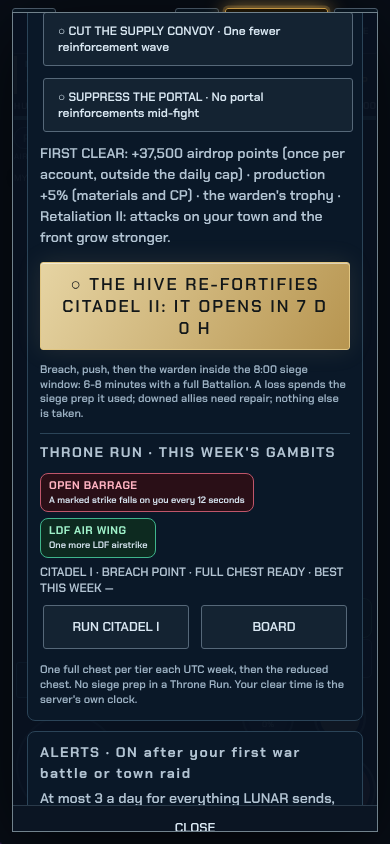 ○ CUT THE SUPPLY CONVOY · One fewer
reinforcement wave
○ SUPPRESS THE PORTAL · No portal
reinforcements mid-fight
FIRST CLEAR: +37,500 airdrop points (once per
account, outside the daily cap) · production
+5% (materials and CP) · the warden's trophy ·
Retaliation II: attacks on your town and the
front grow stronger.
○ THE HIVE RE-FORTIFIES
CITADEL II: IT OPENS IN 7 D
0 H
Breach, push, then the warden inside the 8:00 siege
window: 6-8 minutes with a full Battalion. A loss spends the
siege prep it used; downed allies need repair; nothing else
is taken.
THRONE RUN · THIS WEEK'S GAMBITS
OPEN BARRAGE
A marked strike falls on you every 12 seconds
LDF AIR WING
One more LDF airstrike
CITADEL I · BREACH POINT · FULL CHEST READY · BEST
THIS WEEK —
RUN CITADEL I
BOARD
One full chest per tier each UTC week, then the reduced
chest. No siege prep in a Throne Run. Your clear time is the
server's own clock.
ALERTS · ON after your first war
battle or town raid
At most 3 a day for everything LUNAR sends,
CLOSE